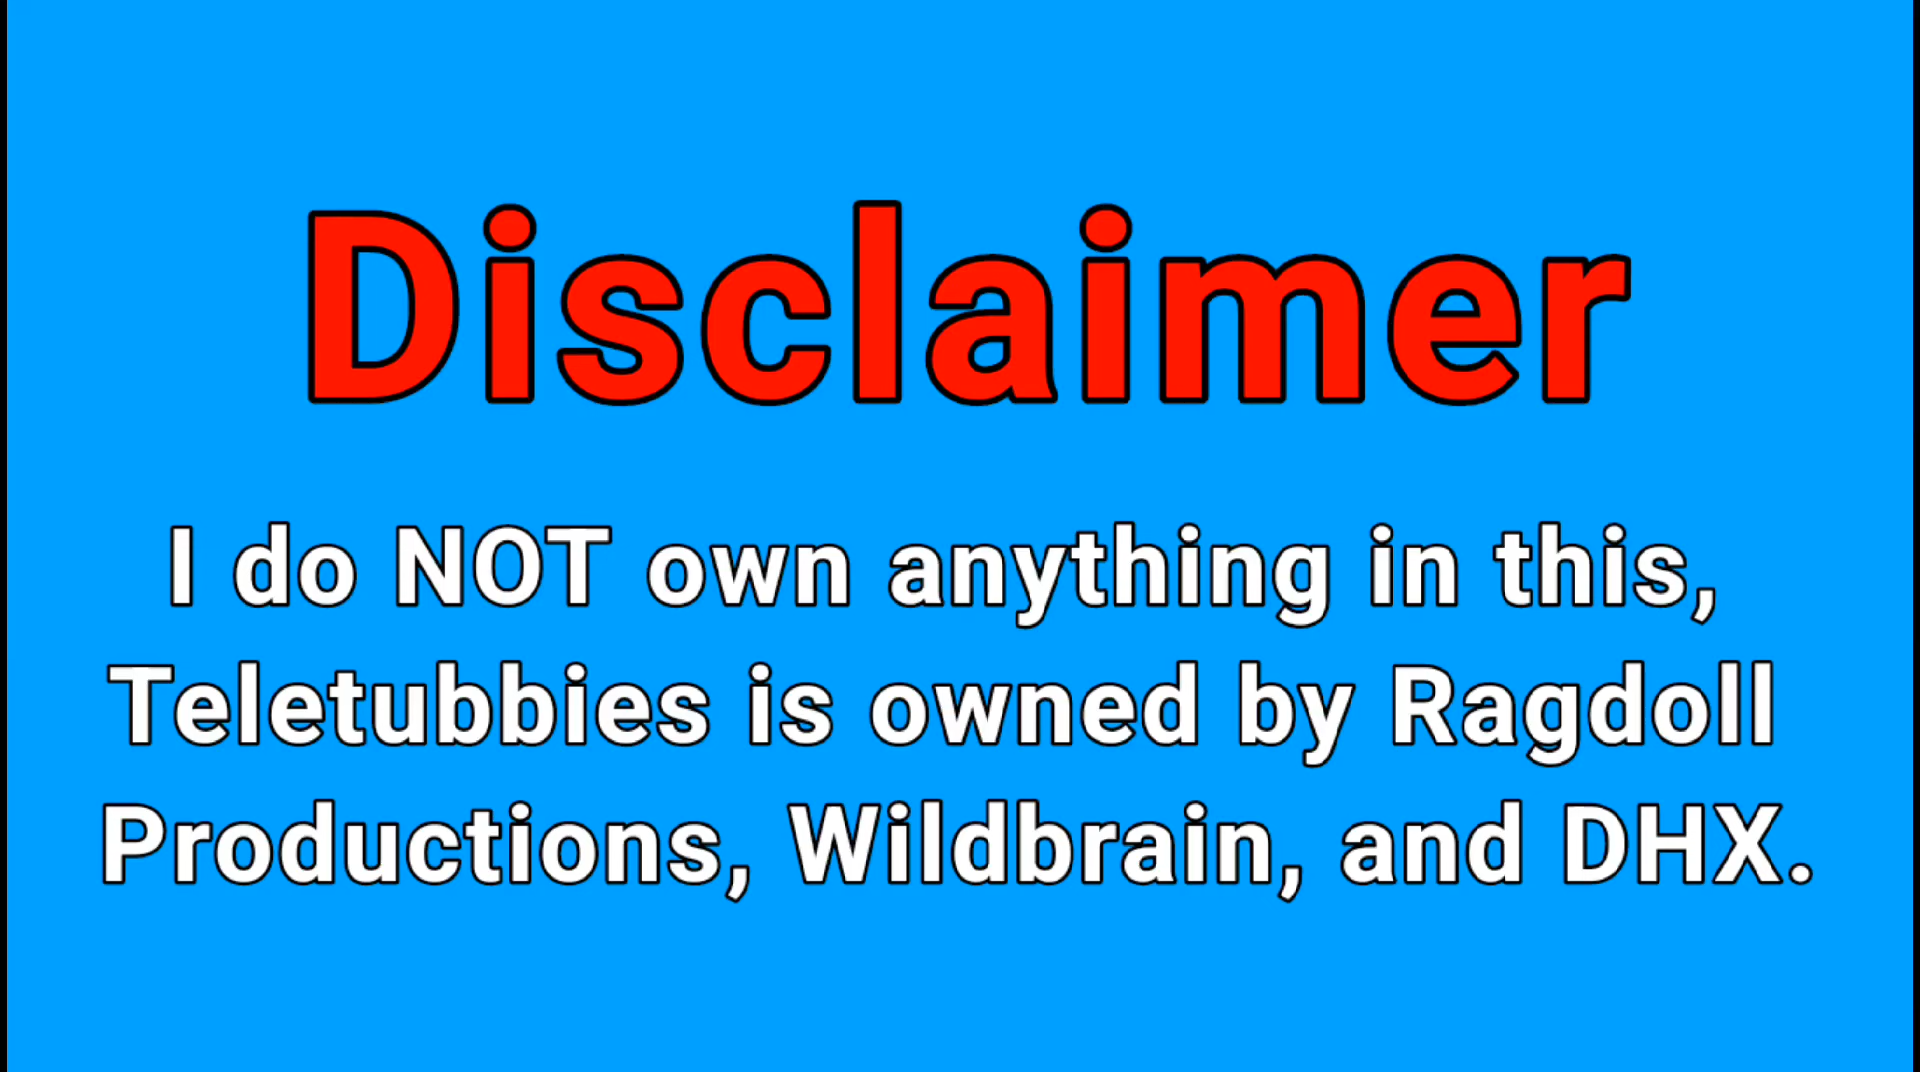 Disclaimer
I do NOT own anything in this,
Teletubbies is owned by Ragdoll
Productions, Wildbrain, and DHX.